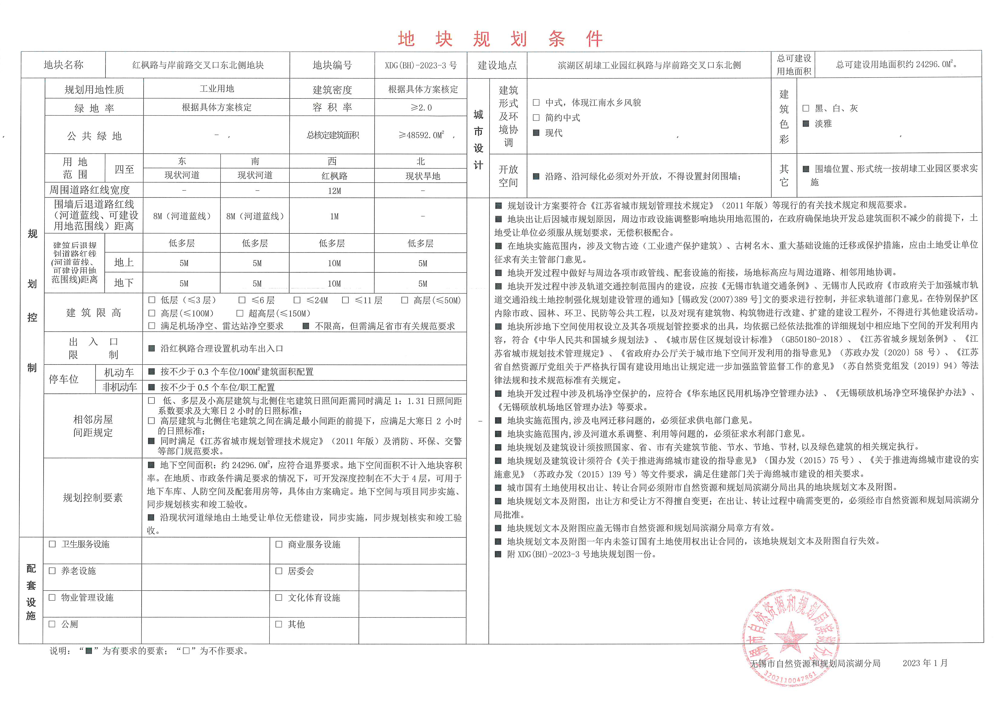 地块规划条件
地块名称 红枫路与岸前路交叉口东北侧地块 地块编号 XDG(BH)-2023-3 号 建设地点 滨湖区胡埭工业园红枫路与岸前路交叉口东北侧 总可建设用地面积 总可建设用地面积约 24296.0M²。
规划控制
规划用地性质 工业用地 建筑密度 根据具体方案核定
绿地率 根据具体方案核定 容积率 ≥2.0
公共绿地 - 总核定建筑面积 ≥48592.0M²
用地范围 四至 东 南 西 北
现状河道 现状河道 红枫路 现状旱地
周围道路红线宽度 - - 12M -
围墙后退道路红线
（河道蓝线、可建设
用地范围线）距离
8M（河道蓝线） 8M（河道蓝线） 1M -
建筑后退规
划道路红线
(河道蓝线、
可建设用地
范围线)距离
低多层 低多层 低多层 低多层
地上 5M 5M 10M 5M
地下 5M 5M 10M 5M
建筑限高
□ 低层（≤3 层） □ ≤6 层 □ ≤24M □ ≤11 层 □ 高层(≤50M)
□ 高层(≤100M) □ 超高层(≤150M)
□ 满足机场净空、雷达站净空要求 ■ 不限高，但需满足省市有关规范要求
出入口
限制
■ 沿红枫路合理设置机动车出入口
停车位 机动车 ■ 按不少于 0.3 个车位/100M²建筑面积配置
非机动车 ■ 按不少于 0.5 个车位/职工配置
相邻房屋
间距规定
□ 低、多层及小高层建筑与北侧住宅建筑日照间距需同时满足 1：1.31 日照间距
系数要求及大寒日 2 小时的日照标准；
□ 高层建筑与北侧住宅建筑之间在满足最小间距的前提下，应满足大寒日 2 小时
的日照标准；
■ 同时满足《江苏省城市规划管理技术规定》（2011 年版）及消防、环保、交警
等部门规范要求。
规划控制要素
■ 地下空间面积：约 24296.0M²，应符合退界要求。地下空间面积不计入地块容积
率。在地质、市政条件满足要求的情况下，可开发深度控制在不大于 4 层，可用于
地下车库、人防空间及配套用房等，具体由方案确定。地下空间与项目同步实施、
同步规划核实和竣工验收。
■ 沿现状河道绿地由土地受让单位无偿建设，同步实施，同步规划核实和竣工验
收。
配套设施
□ 卫生服务设施 □ 商业服务设施
□ 养老设施 □ 居委会
□ 物业管理设施 □ 文化体育设施
□ 公厕 □ 其他
城市设计
建筑
形式
及环
境协
调
□ 中式，体现江南水乡风貌
□ 简约中式
■ 现代
建筑色彩
□ 黑、白、灰
■ 淡雅
开放
空间
■ 沿路、沿河绿化必须对外开放，不得设置封闭围墙；
其它
■ 围墙位置、形式统一按胡埭工业园区要求实
施
-
■ 规划设计方案要符合《江苏省城市规划管理技术规定》（2011 年版）等现行的有关技术规定和规范要求。
■ 地块出让后因城市规划原因，周边市政设施调整影响地块用地范围的，在政府确保地块开发总建筑面积不减少的前提下，土
地受让单位必须服从规划要求，无偿积极配合。
■ 在地块实施范围内，涉及文物古迹（工业遗产保护建筑）、古树名木、重大基础设施的迁移或保护措施，应由土地受让单位
征求有关主管部门意见。
■ 地块开发过程中做好与周边各项市政管线、配套设施的衔接，场地标高应与周边道路、相邻用地协调。
■ 地块开发过程中涉及轨道交通控制范围内的建设，应按《无锡市轨道交通条例》、无锡市人民政府《市政府关于加强城市轨
道交通沿线土地控制强化规划建设管理的通知》[锡政发(2007)389 号]文的要求进行控制，并征求轨道部门意见。在特别保护区
内除市政、园林、环卫、民防等公共工程，以及对现有建筑物、构筑物进行改建、扩建的建设工程外，不得进行其他建设活动。
■ 地块所涉地下空间使用权设立及其各项规划管控要求的出具，均依据已经依法批准的详细规划中相应地下空间的开发利用内
容，符合《中华人民共和国城乡规划法》、《城市居住区规划设计标准》（GB50180-2018）、《江苏省城乡规划条例》、《江
苏省城市规划技术管理规定》、《省政府办公厅关于城市地下空间开发利用的指导意见》（苏政办发〔2020〕58 号）、《江苏
省自然资源厅党组关于严格执行国有建设用地出让规定进一步加强监管监督工作的意见》（苏自然资党组发〔2019〕94）等法
律法规和技术规范标准有关规定。
■ 地块开发过程中涉及机场净空保护的，应符合《华东地区民用机场净空管理办法》、《无锡硕放机场净空环境保护办法》、
《无锡硕放机场地区管理办法》等要求。
■ 地块实施范围内,涉及电网迁移问题的，必须征求供电部门意见。
■ 地块实施范围内,涉及河道水系调整、利用等问题的，必须征求水利部门意见。
■ 地块规划及建筑设计须按照国家、省、市有关建筑节能、节水、节地、节材,以及绿色建筑的相关规定执行。
■ 地块规划及建筑设计须符合《关于推进海绵城市建设的指导意见》（国办发（2015）75 号）、《关于推进海绵城市建设的实
施意见》（苏政办发（2015）139 号）等文件要求，满足住建部门关于海绵城市建设的相关要求。
■ 城市国有土地使用权出让、转让合同必须附市自然资源和规划局滨湖分局出具的地块规划文本及附图。
■ 地块规划文本及附图，出让方和受让方不得擅自变更；在出让、转让过程中确需变更的，必须经市自然资源和规划局滨湖分
局批准。
■ 地块规划文本及附图应盖无锡市自然资源和规划局滨湖分局章方有效。
■ 地块规划文本及附图一年内未签订国有土地使用权出让合同的，该地块规划文本及附图自行失效。
■ 附 XDG(BH)-2023-3 号地块规划图一份。
说明：“■”为有要求的要素；“□”为不作要求。
无锡市自然资源和规划局滨湖分局
3202110047861
无锡市自然资源和规划局滨湖分局 2023 年 1 月